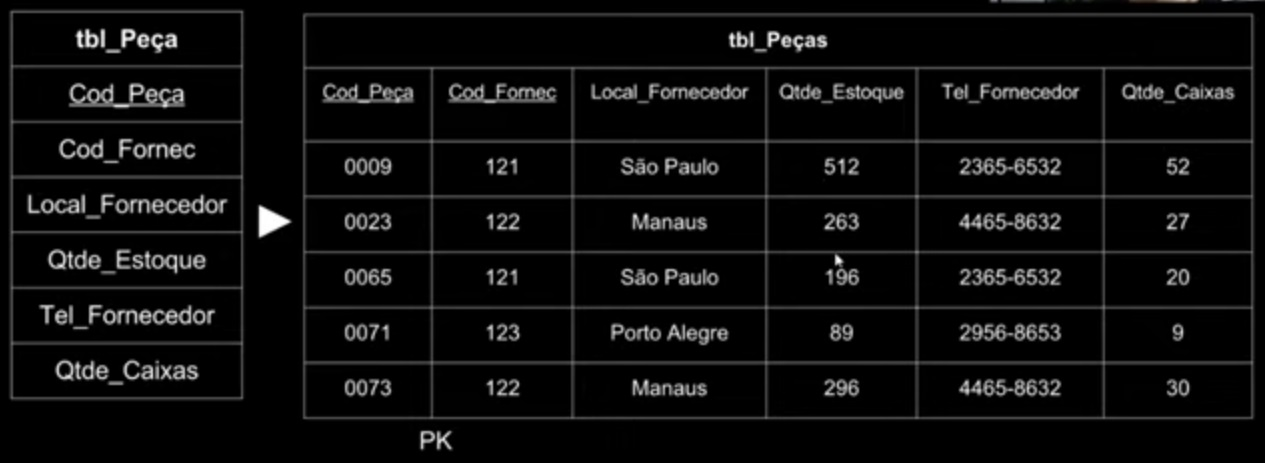 tbl_Peça
Cod_Peça
Cod_Fornec
Local_Fornecedor
Qtde_Estoque
Tel_Fornecedor
Qtde_Caixas
tbl_Peças
Cod_Peça Cod_Fornec Local_Fornecedor Qtde_Estoque Tel_Fornecedor Qtde_Caixas
0009 121 São Paulo 512 2365-6532 52
0023 122 Manaus 263 4465-8632 27
0065 121 São Paulo 196 2365-6532 20
0071 123 Porto Alegre 89 2956-8653 9
0073 122 Manaus 296 4465-8632 30
PK